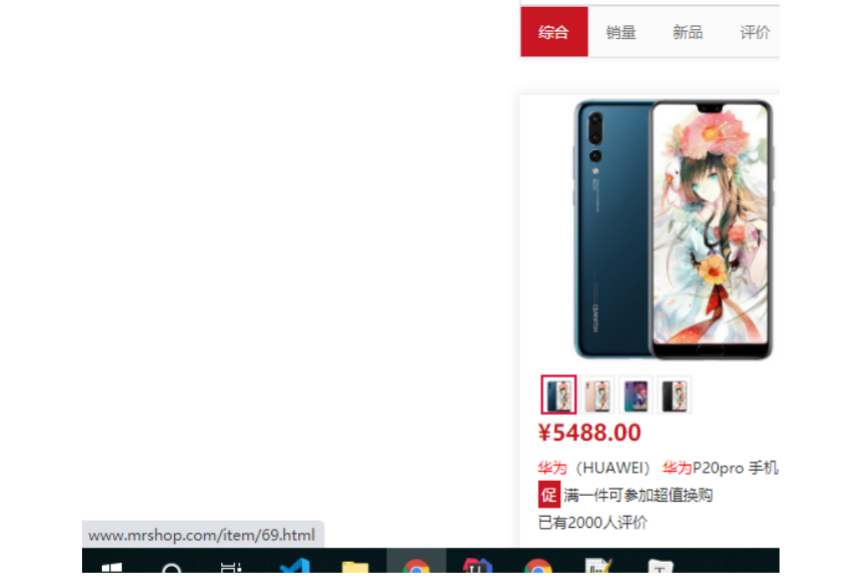 综合 销量 新品 评价
¥5488.00
华为（HUAWEI） 华为P20pro 手机
促 满一件可参加超值换购
已有2000人评价
www.mrshop.com/item/69.html